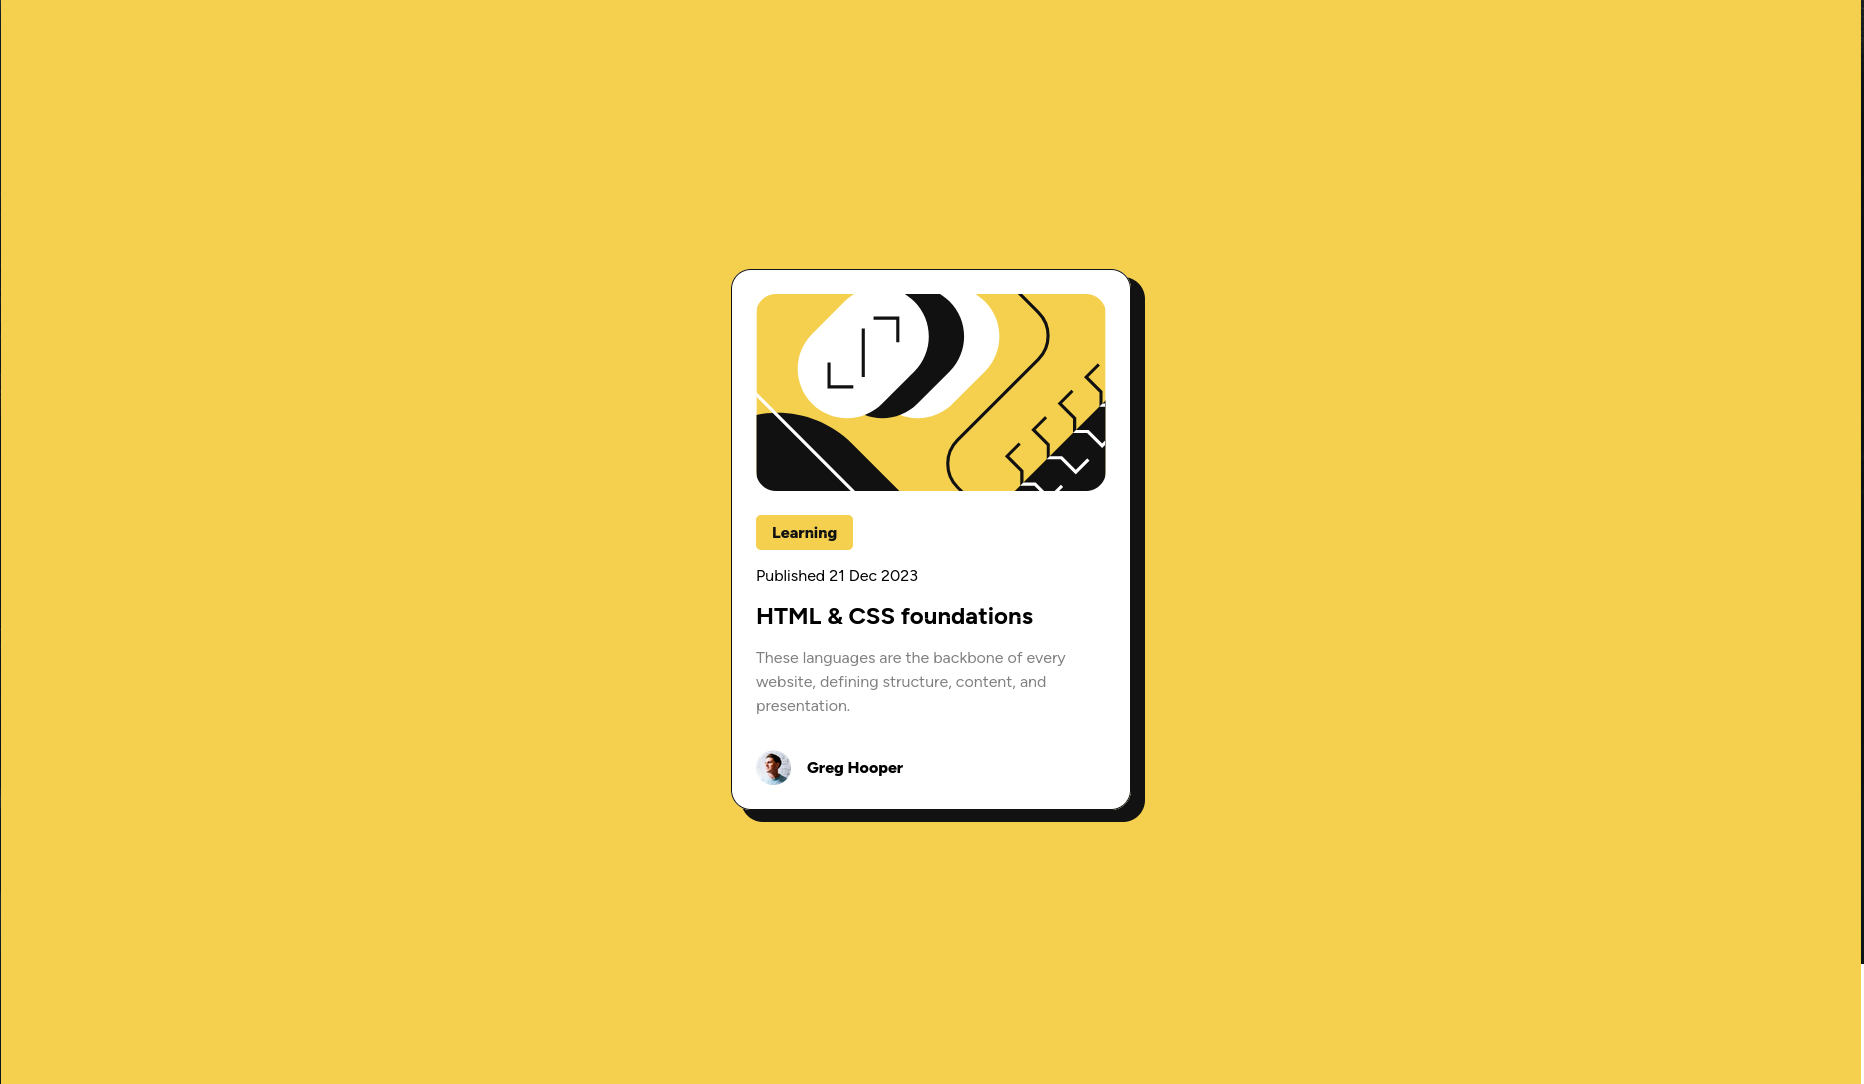 Learning
Published 21 Dec 2023
HTML & CSS foundations
These languages are the backbone of every
website, defining structure, content, and
presentation.
Greg Hooper